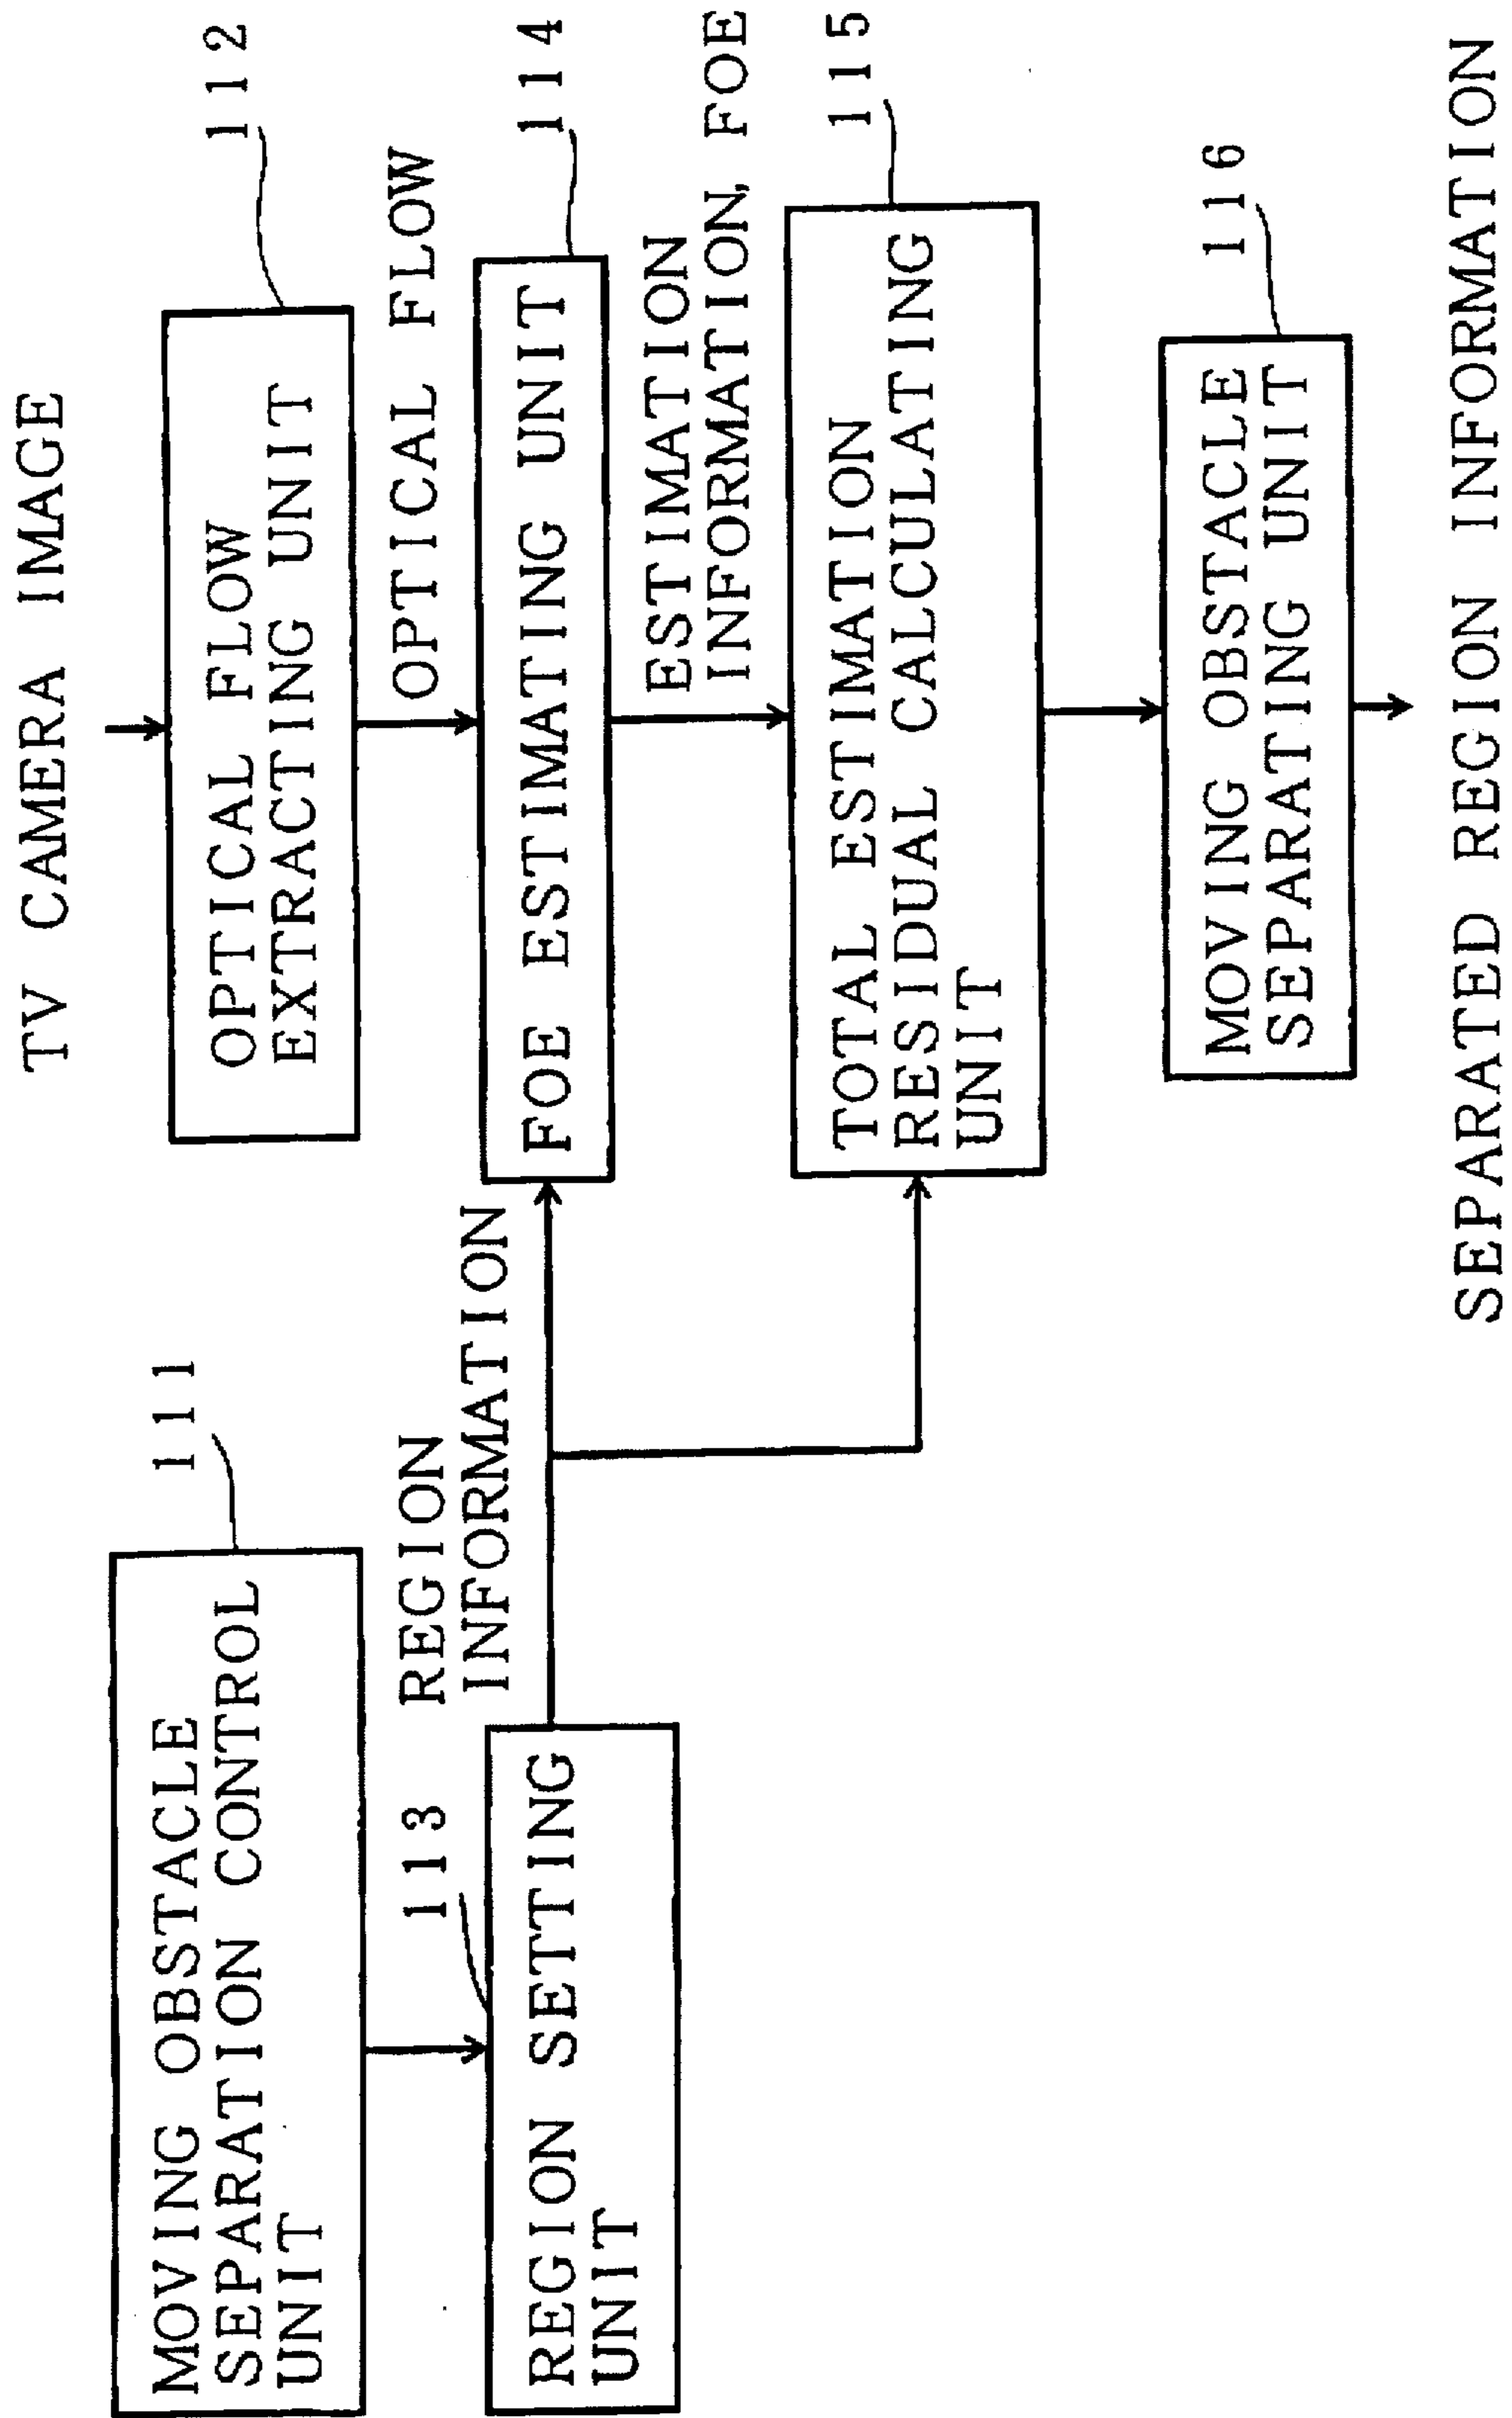 TV CAMERA IMAGE
112
OPTICAL FLOW
EXTRACTING UNIT
111
MOVING OBSTACLE
SEPARATION CONTROL
UNIT
OPTICAL FLOW
114
FOE ESTIMATING UNIT
REGION
INFORMATION
113
REGION SETTING
UNIT
ESTIMATION
INFORMATION, FOE
115
TOTAL ESTIMATION
RESIDUAL CALCULATING
UNIT
116
MOVING OBSTACLE
SEPARATING UNIT
SEPARATED REGION INFORMATION